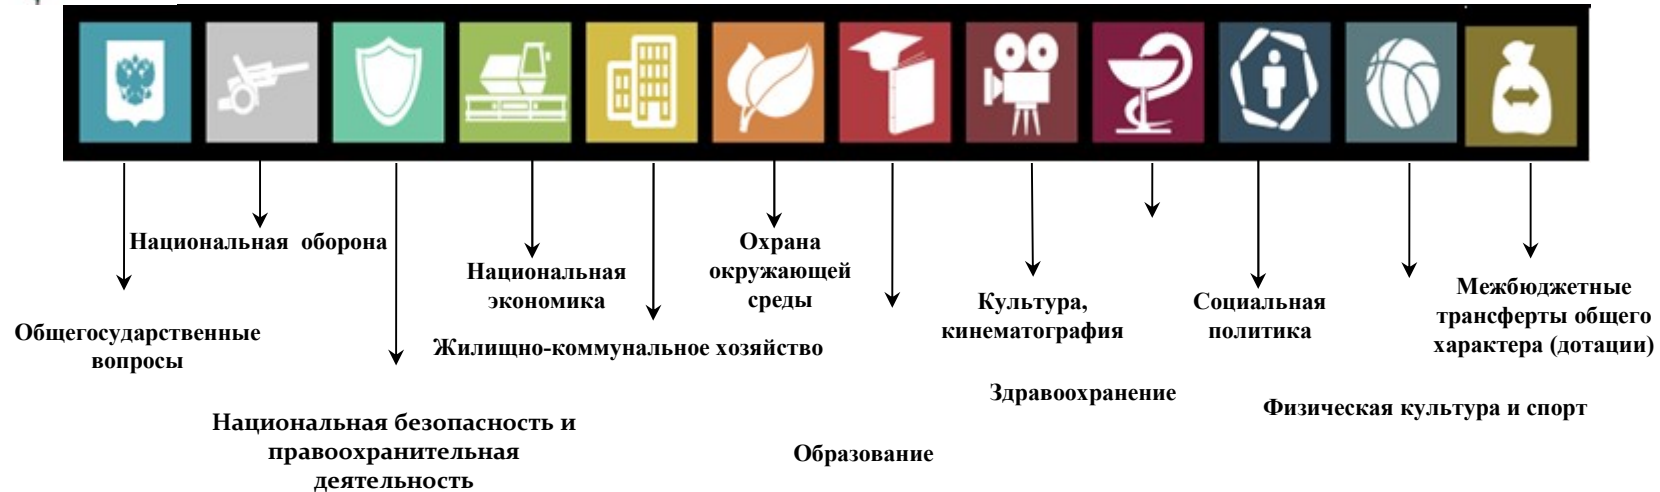 Национальная оборона
Общегосударственные
вопросы
Национальная безопасность и
правоохранительная
деятельность
Национальная
экономика
Жилищно-коммунальное хозяйство
Охрана
окружающей
среды
Образование
Культура,
кинематография
Здравоохранение
Социальная
политика
Физическая культура и спорт
Межбюджетные
трансферты общего
характера (дотации)